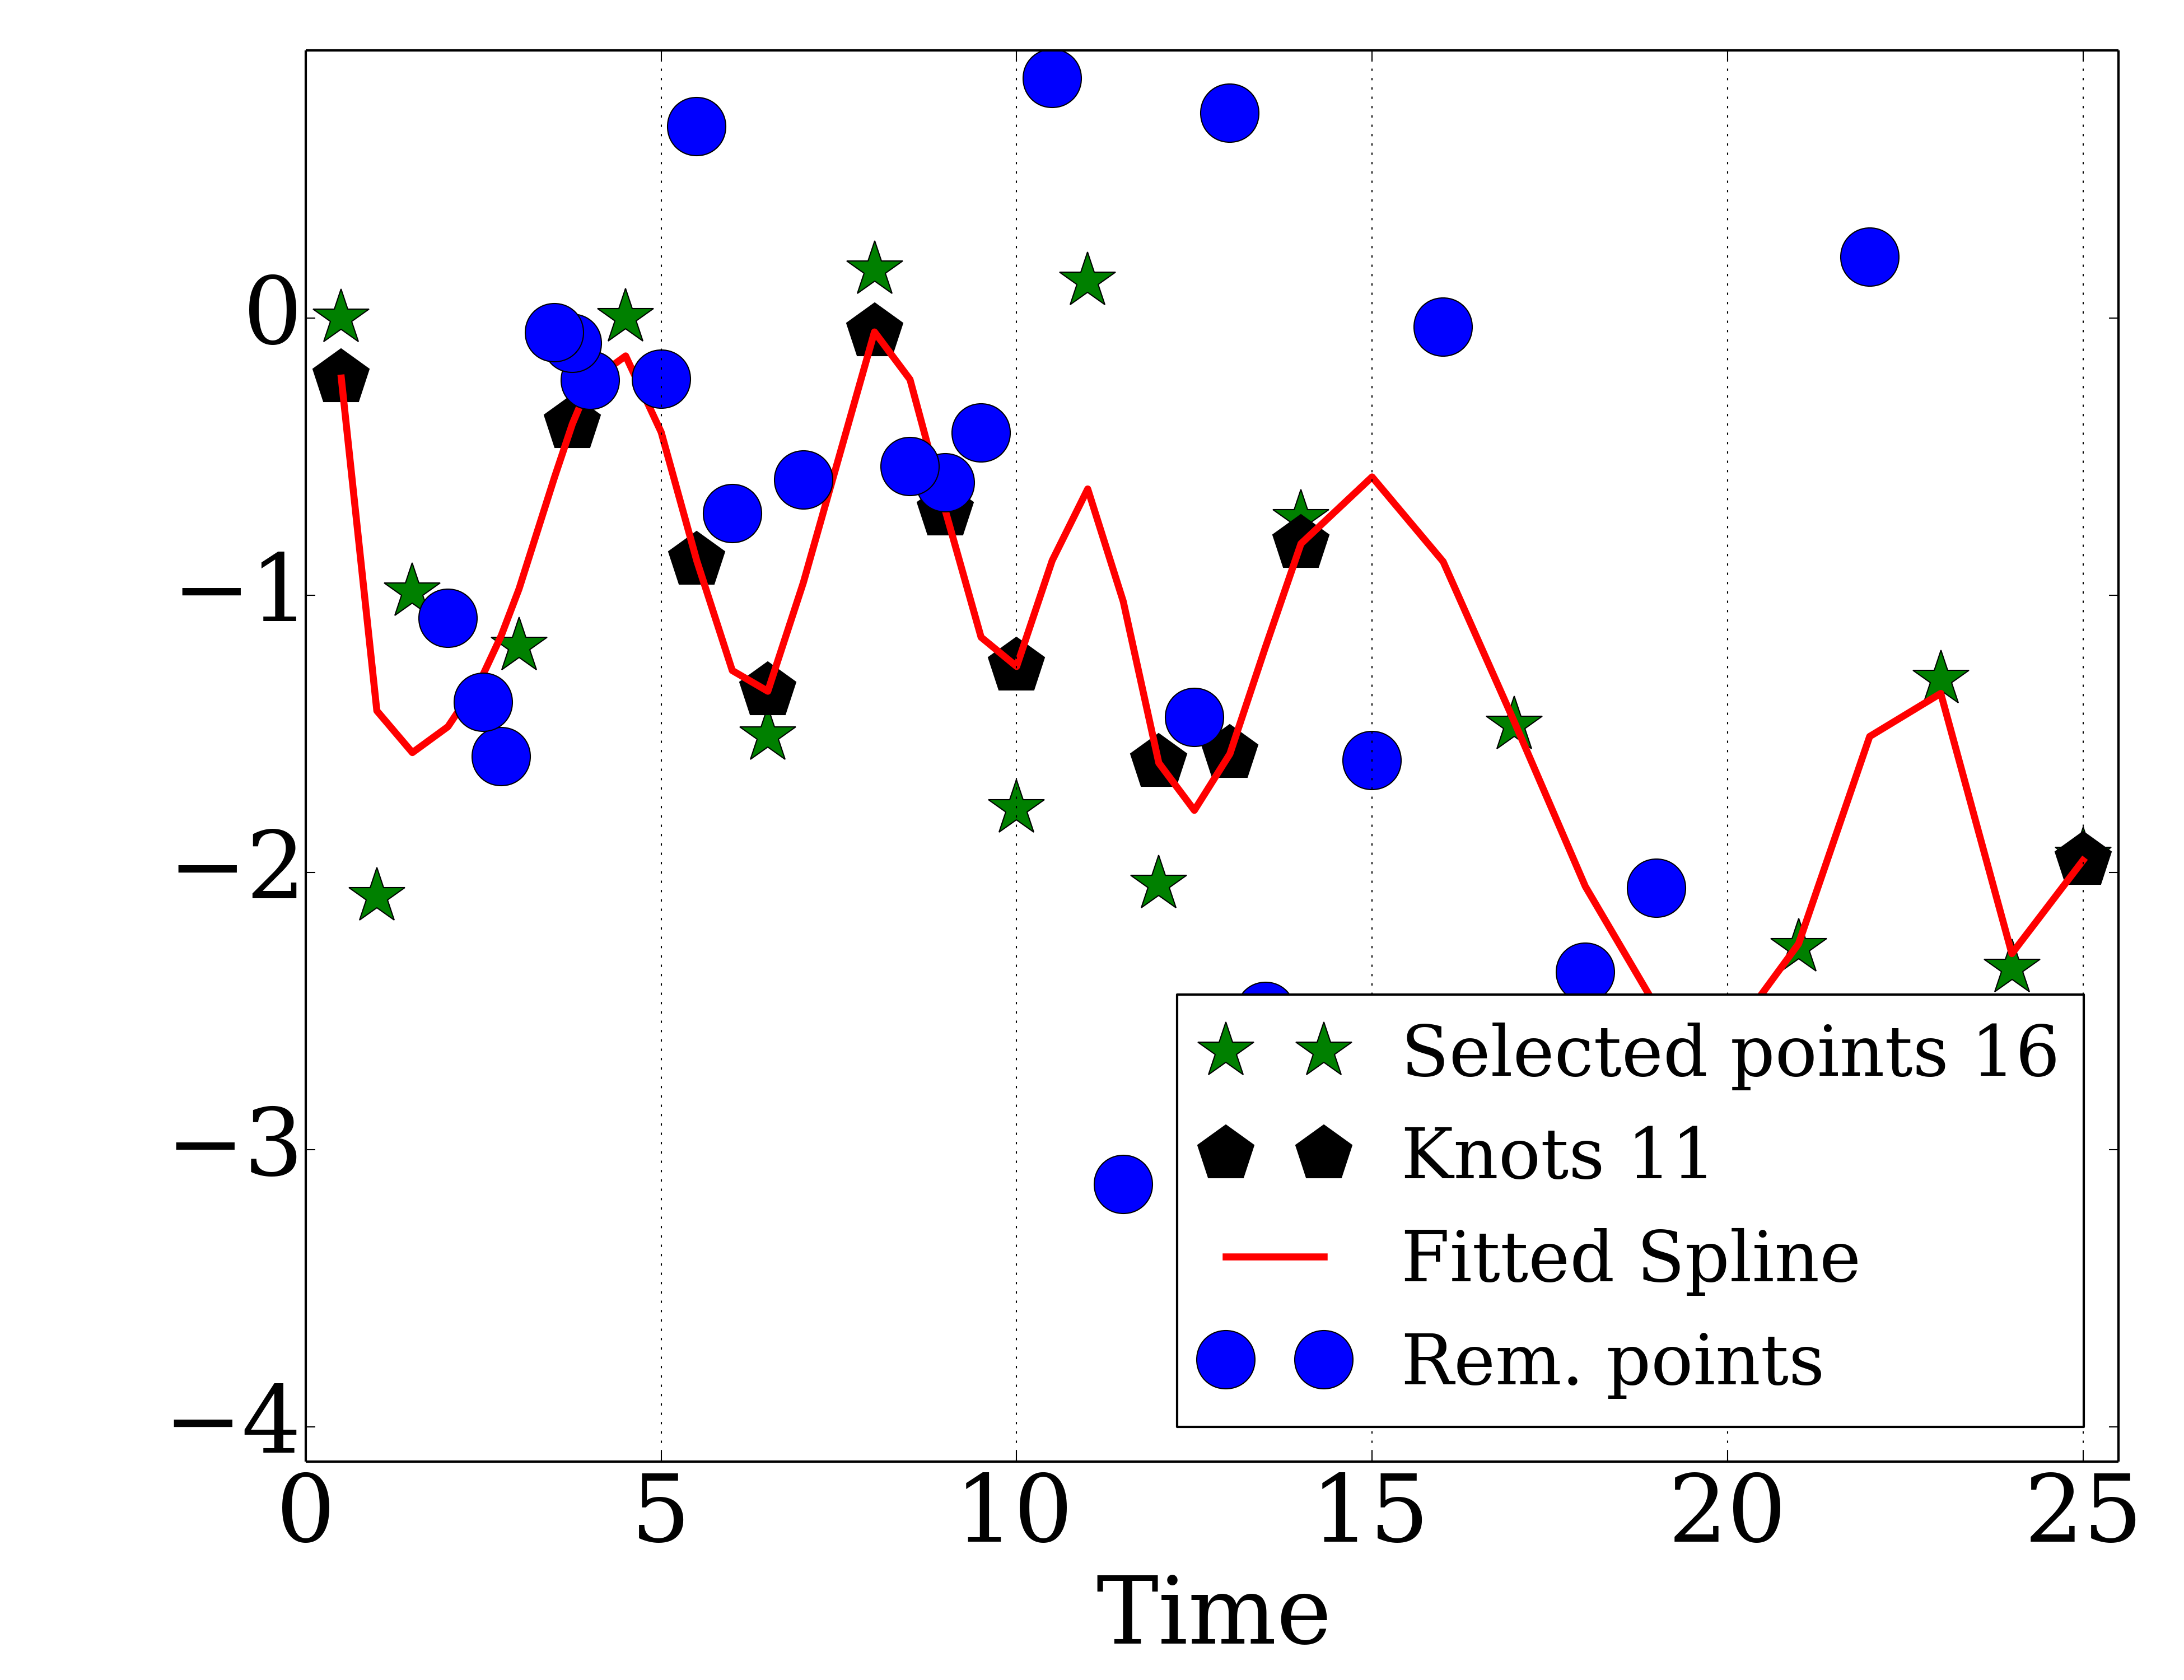 0
−1
−2
−3
−4
0 5 10 15 20 25
Time
Selected points 16
Knots 11
Fitted Spline
Rem. points